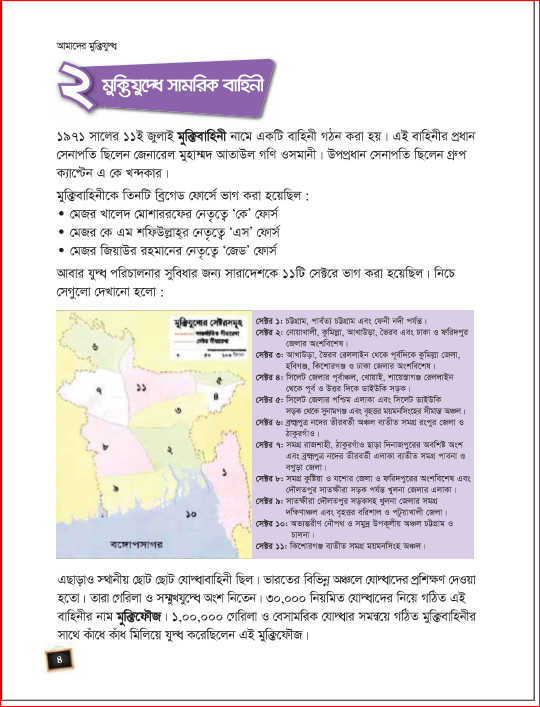 আমাদের মুক্তিযুদ্ধ
২ মুক্তিযুদ্ধে সামরিক বাহিনী
১৯৭১ সালের ১১ই জুলাই মুক্তিবাহিনী নামে একটি বাহিনী গঠন করা হয়। এই বাহিনীর প্রধান
সেনাপতি ছিলেন জেনারেল মুহাম্মদ আতাউল গণি ওসমানী। উপপ্রধান সেনাপতি ছিলেন গ্রুপ
ক্যাপ্টেন এ কে খন্দকার।
মুক্তিবাহিনীকে তিনটি ব্রিগেড ফোর্সে ভাগ করা হয়েছিল :
• মেজর খালেদ মোশাররফের নেতৃত্বে ‘কে’ ফোর্স
• মেজর কে এম শফিউল্লাহ্‌র নেতৃত্বে ‘এস’ ফোর্স
• মেজর জিয়াউর রহমানের নেতৃত্বে ‘জেড’ ফোর্স
আবার যুদ্ধ পরিচালনার সুবিধার জন্য সারাদেশকে ১১টি সেক্টরে ভাগ করা হয়েছিল। নিচে
সেগুলো দেখানো হলো :
মুক্তিযুদ্ধের সেক্টরসমূহ
আন্তর্জাতিক সীমারেখা
সেক্টর সীমারেখা
৬
৭
১১
৫
৪
৩
২
৮
৯
১
১০
বঙ্গোপসাগর
সেক্টর ১: চট্টগ্রাম, পার্বত্য চট্টগ্রাম এবং ফেনী নদী পর্যন্ত।
সেক্টর ২: নোয়াখালী, কুমিল্লা, আখাউড়া, ভৈরব এবং ঢাকা ও ফরিদপুর
জেলার অংশবিশেষ।
সেক্টর ৩: আখাউড়া, ভৈরব রেললাইন থেকে পূর্বদিকে কুমিল্লা জেলা,
হবিগঞ্জ, কিশোরগঞ্জ ও ঢাকা জেলার অংশবিশেষ।
সেক্টর ৪: সিলেট জেলার পূর্বাঞ্চল, খোয়াই, শায়েস্তাগঞ্জ রেললাইন
থেকে পূর্ব ও উত্তর দিকে ডাইউকি সড়ক।
সেক্টর ৫: সিলেট জেলার পশ্চিম এলাকা এবং সিলেট ডাইউকি
সড়ক থেকে সুনামগঞ্জ এবং বৃহত্তর ময়মনসিংহের সীমান্ত অঞ্চল।
সেক্টর ৬: ব্রহ্মপুত্র নদের তীরবর্তী অঞ্চল ব্যতীত সমগ্র রংপুর জেলা ও
ঠাকুরগাঁও।
সেক্টর ৭: সমগ্র রাজশাহী, ঠাকুরগাঁও ছাড়া দিনাজপুরের অবশিষ্ট অংশ
এবং ব্রহ্মপুত্র নদের তীরবর্তী এলাকা ব্যতীত সমগ্র পাবনা ও
বগুড়া জেলা।
সেক্টর ৮: সমগ্র কুষ্টিয়া ও যশোর জেলা ও ফরিদপুরের অংশবিশেষ এবং
দৌলতপুর সাতক্ষীরা সড়ক পর্যন্ত খুলনা জেলার এলাকা।
সেক্টর ৯: সাতক্ষীরা দৌলতপুর সড়কসহ খুলনা জেলার সমগ্র
দক্ষিণাঞ্চল এবং বৃহত্তর বরিশাল ও পটুয়াখালী জেলা।
সেক্টর ১০: অভ্যন্তরীণ নৌপথ ও সমুদ্র উপকূলীয় অঞ্চল চট্টগ্রাম ও
চালনা।
সেক্টর ১১: কিশোরগঞ্জ ব্যতীত সমগ্র ময়মনসিংহ অঞ্চল।
এছাড়াও স্থানীয় ছোট ছোট যোদ্ধাবাহিনী ছিল। ভারতের বিভিন্ন অঞ্চলে যোদ্ধাদের প্রশিক্ষণ দেওয়া
হতো। তারা গেরিলা ও সম্মুখযুদ্ধে অংশ নিতেন। ৩০,০০০ নিয়মিত যোদ্ধাদের নিয়ে গঠিত এই
বাহিনীর নাম মুক্তিফৌজ। ১,০০,০০০ গেরিলা ও বেসামরিক যোদ্ধার সমন্বয়ে গঠিত মুক্তিবাহিনীর
সাথে কাঁধে কাঁধ মিলিয়ে যুদ্ধ করেছিলেন এই মুক্তিফৌজ।
৪